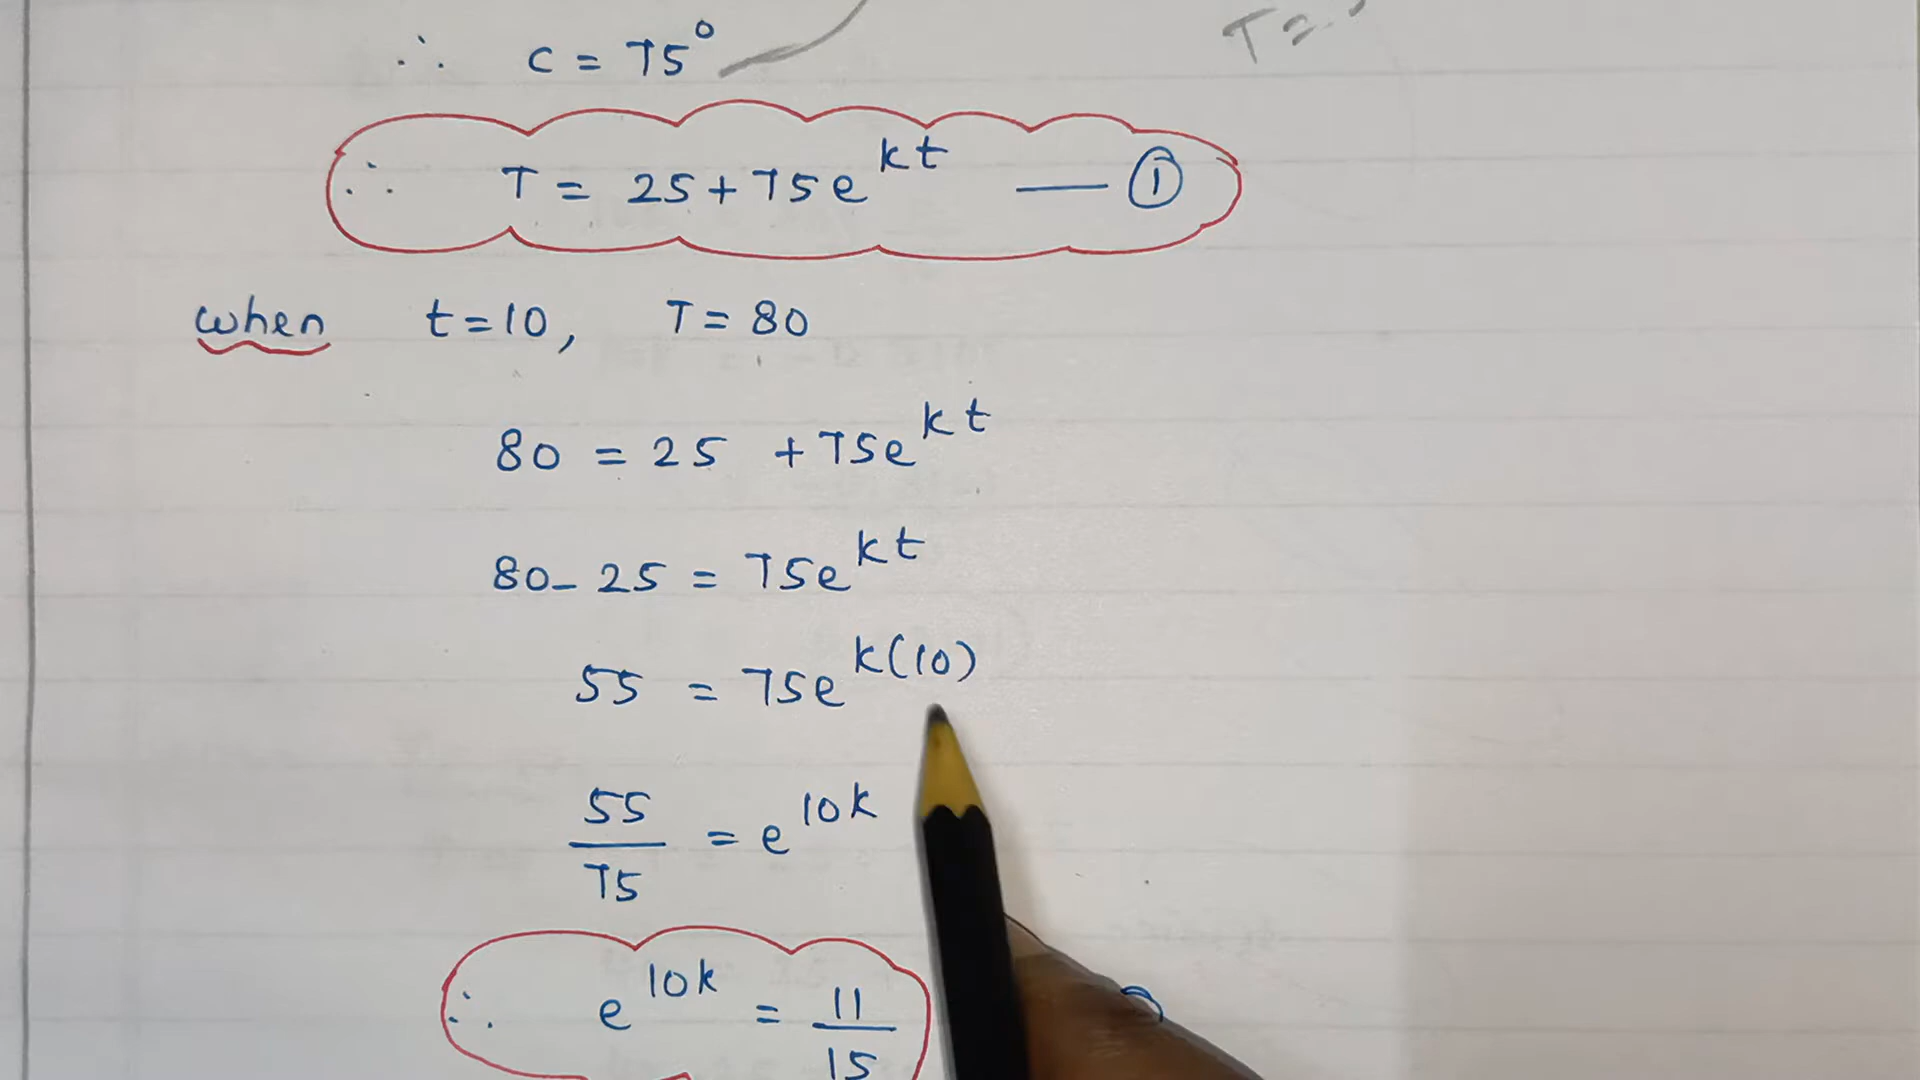 ∴ c = 75°
T =
∴ T = 25 + 75e^kt — ①
when t = 10, T = 80
80 = 25 + 75e^kt
80 - 25 = 75e^kt
55 = 75e^k(10)
55/75 = e^10k
∴ e^10k = 11/15